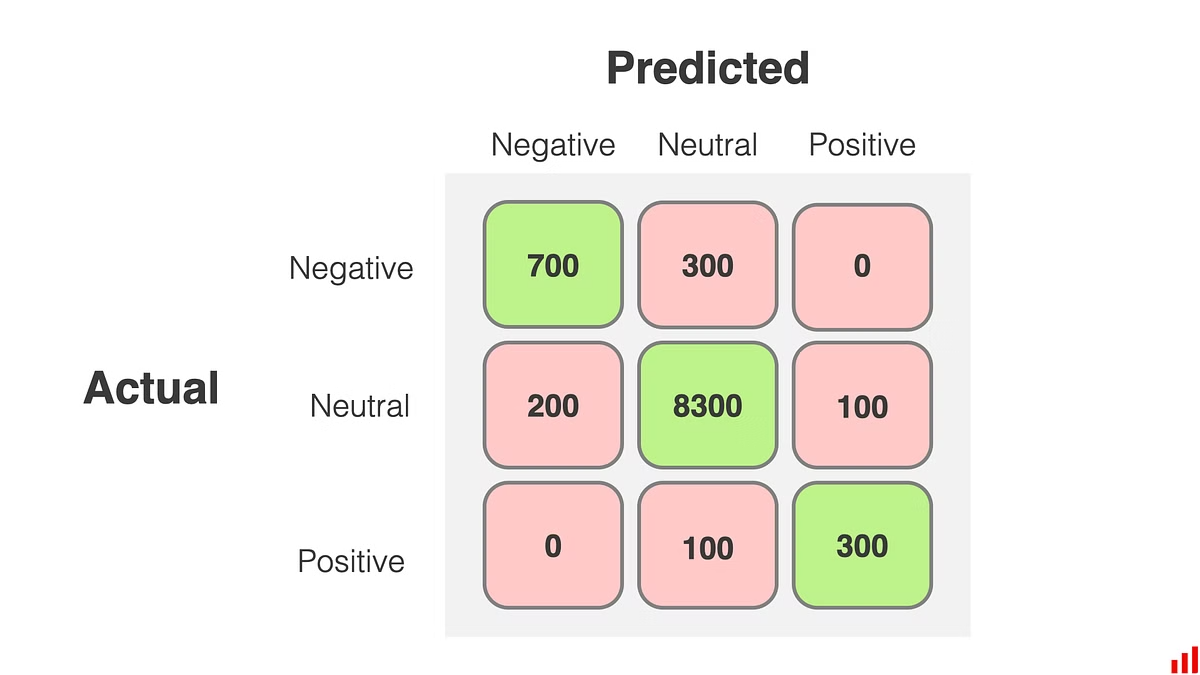 Predicted
Negative Neutral Positive
Negative 700 300 0
Actual Neutral 200 8300 100
Positive 0 100 300